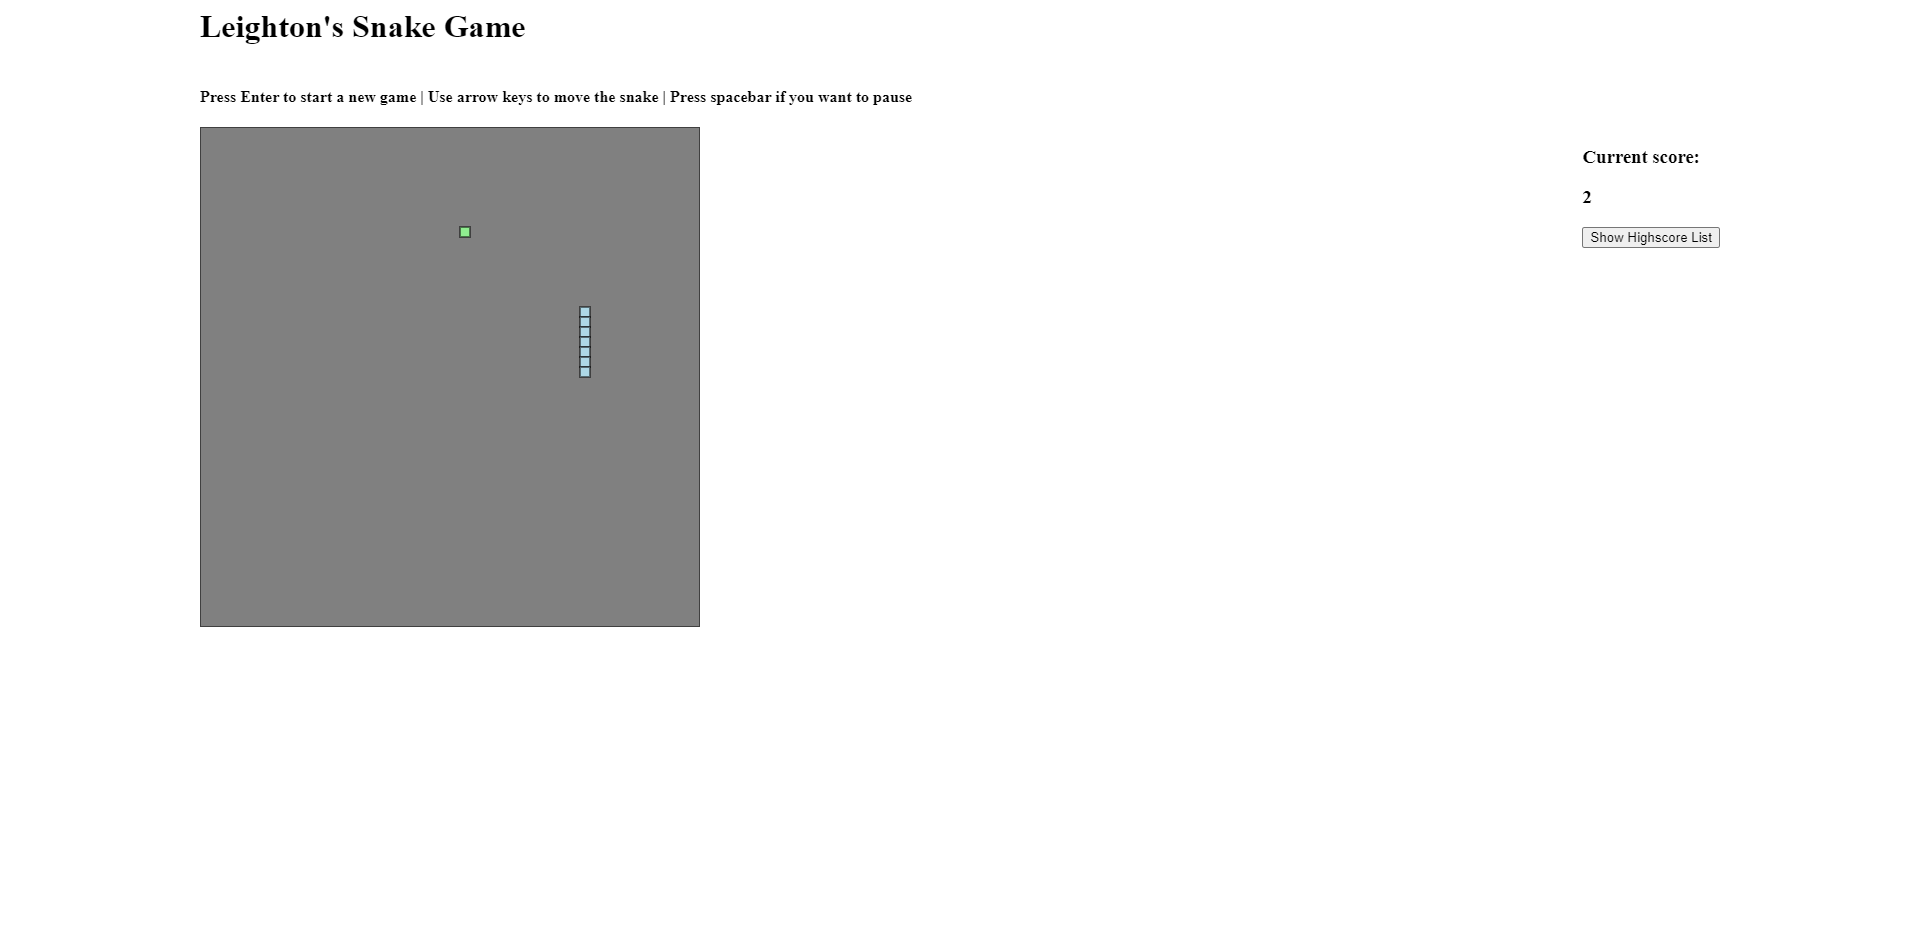 Leighton's Snake Game
Press Enter to start a new game | Use arrow keys to move the snake | Press spacebar if you want to pause
Current score:
2
Show Highscore List